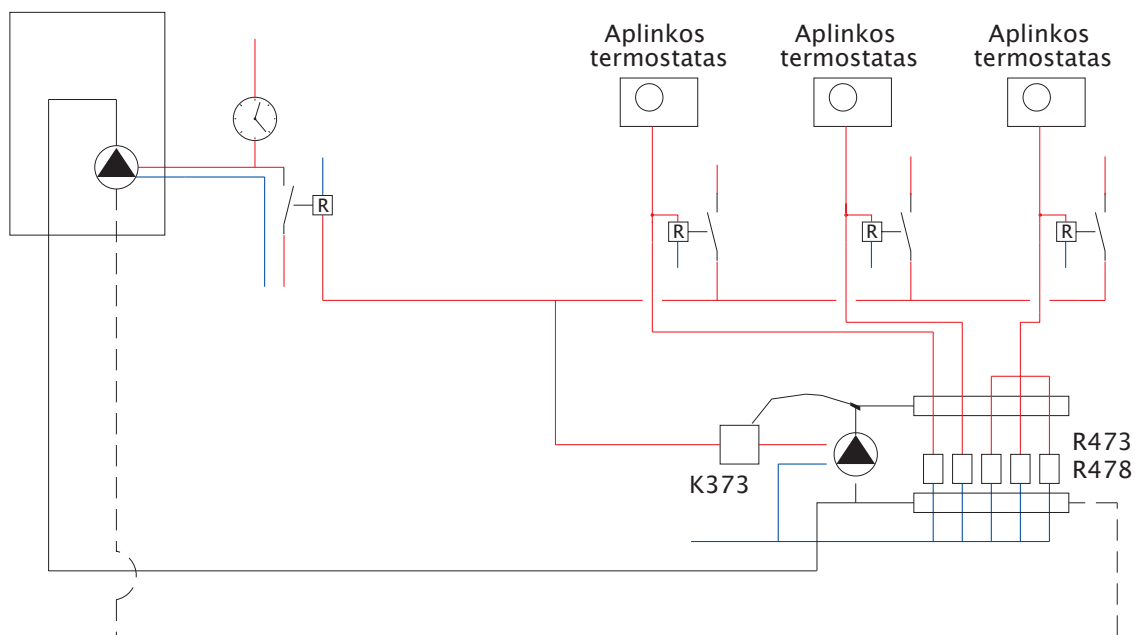 Aplinkos
termostatas
Aplinkos
termostatas
Aplinkos
termostatas
R
R
R
R
K373
R473
R478